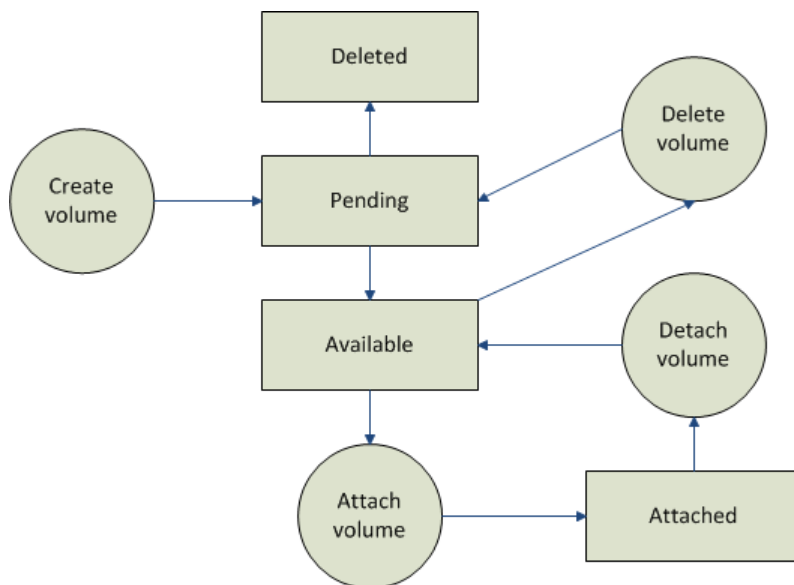 Deleted
Delete
volume
Create
volume
Pending
Available
Detach
volume
Attach
volume
Attached